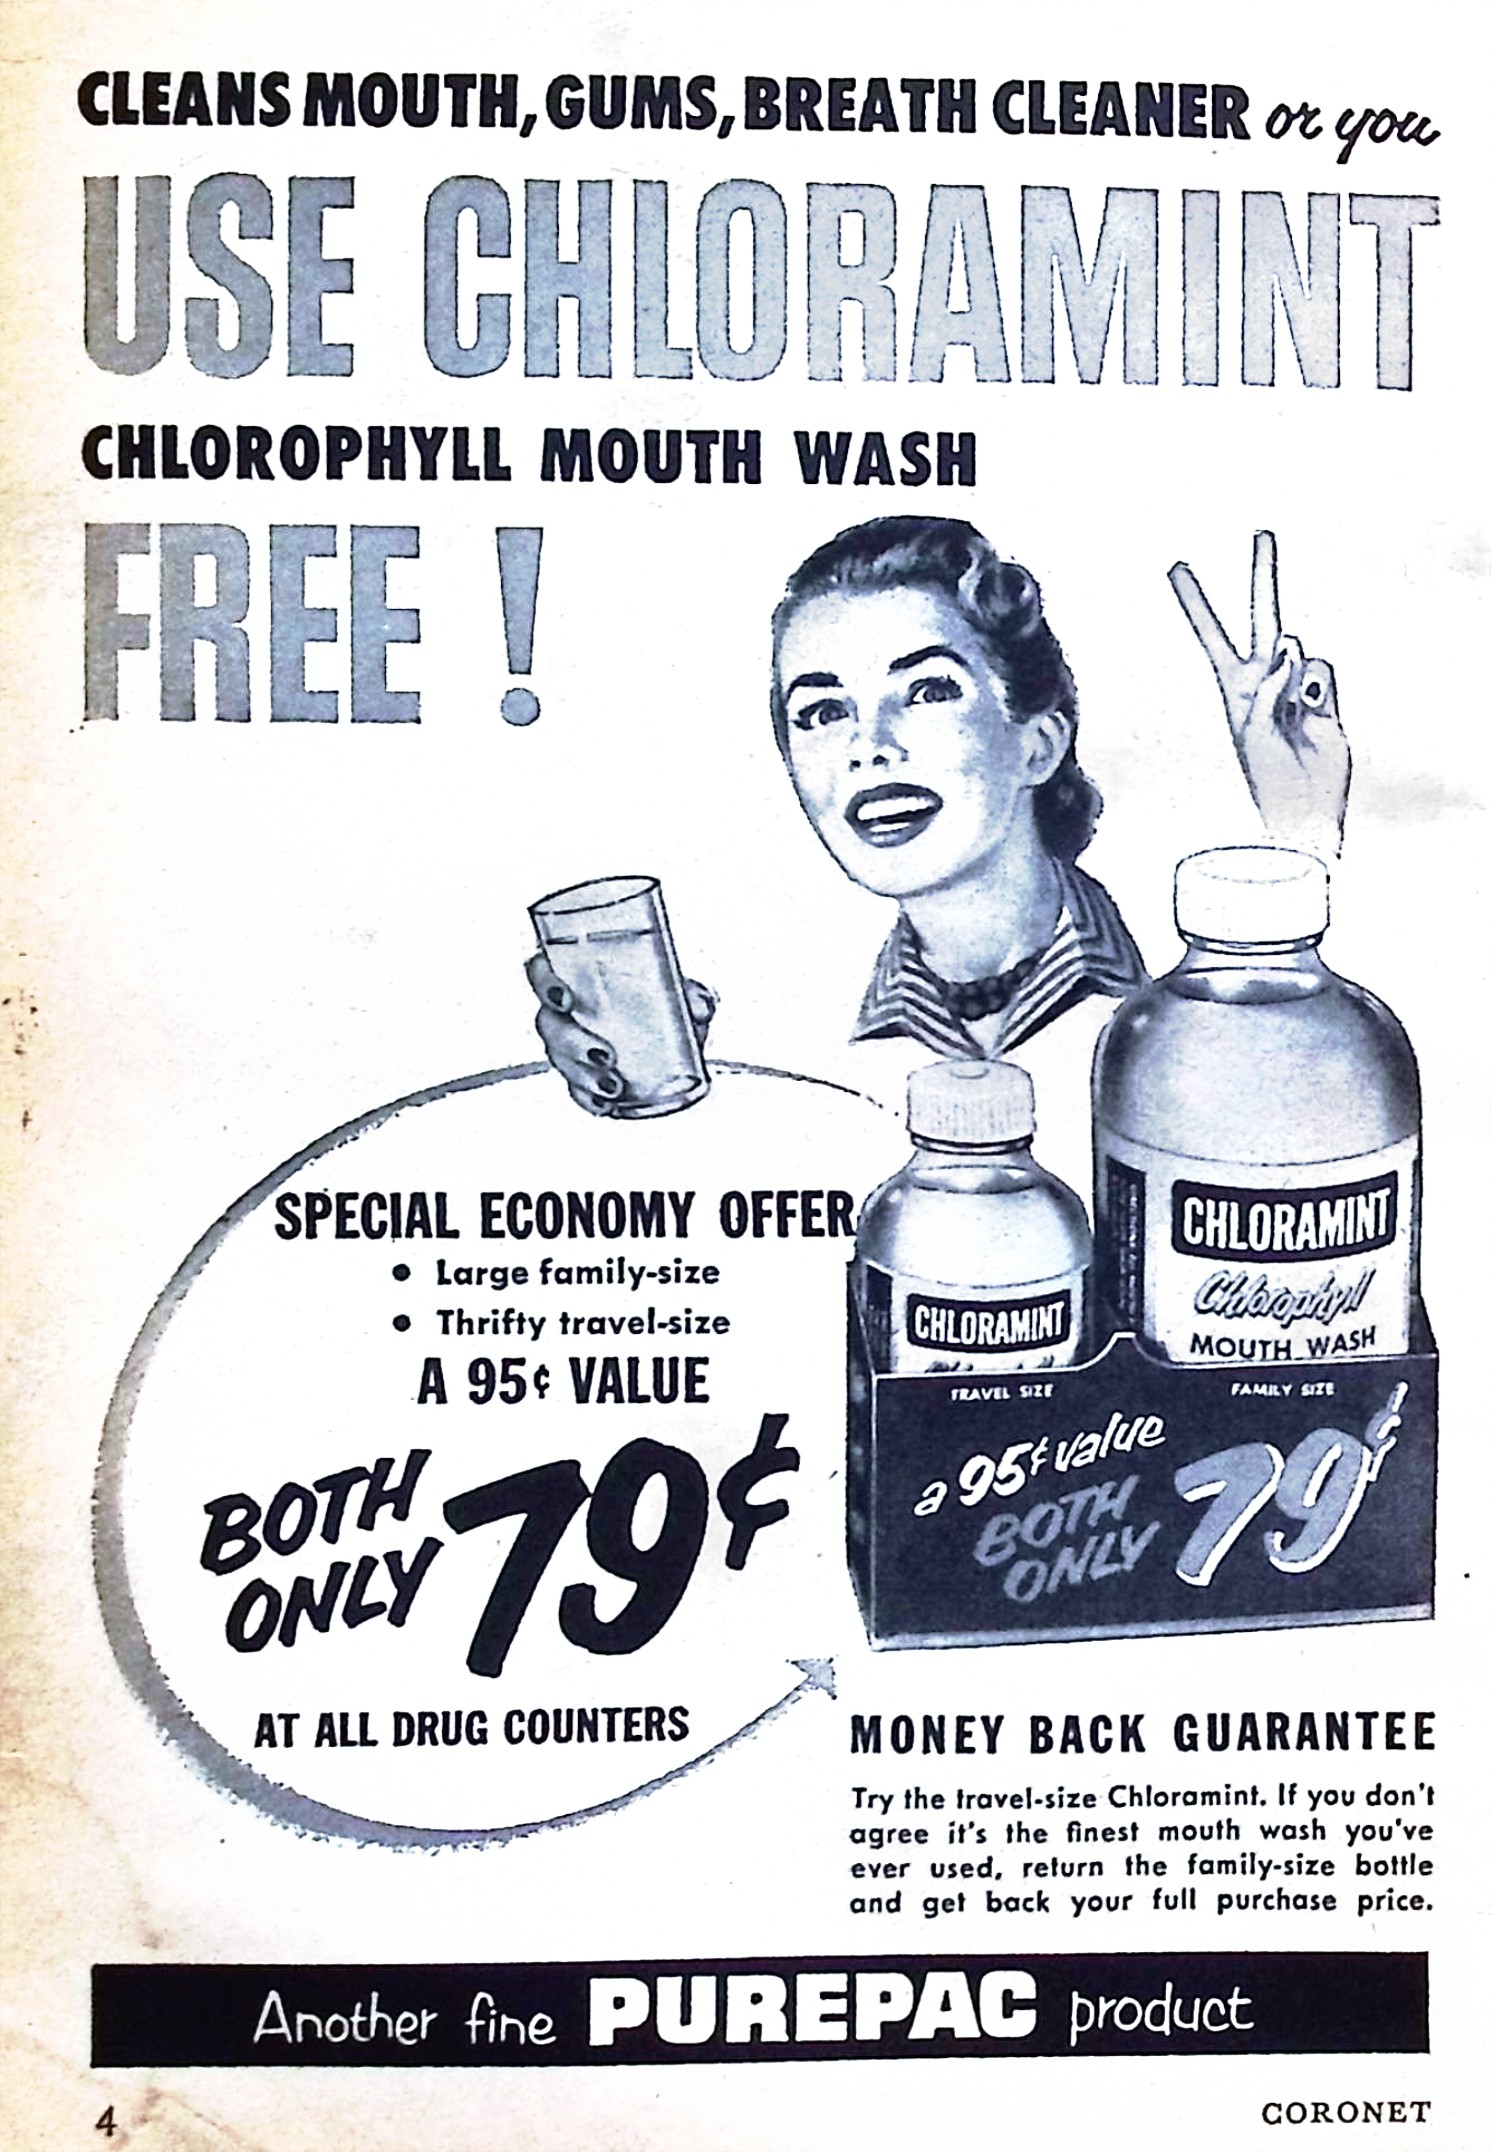 CLEANS MOUTH, GUMS, BREATH CLEANER or you
USE CHLORAMINT
CHLOROPHYLL MOUTH WASH
FREE !
SPECIAL ECONOMY OFFER
• Large family-size
• Thrifty travel-size
A 95¢ VALUE
BOTH
ONLY 79¢
AT ALL DRUG COUNTERS
CHLORAMINT
CHLORAMINT
Chlorophyll
MOUTH WASH
TRAVEL SIZE
FAMILY SIZE
a 95¢ value
BOTH
ONLY 79¢
MONEY BACK GUARANTEE
Try the travel-size Chloramint. If you don't
agree it's the finest mouth wash you've
ever used, return the family-size bottle
and get back your full purchase price.
Another fine PUREPAC product
4
CORONET